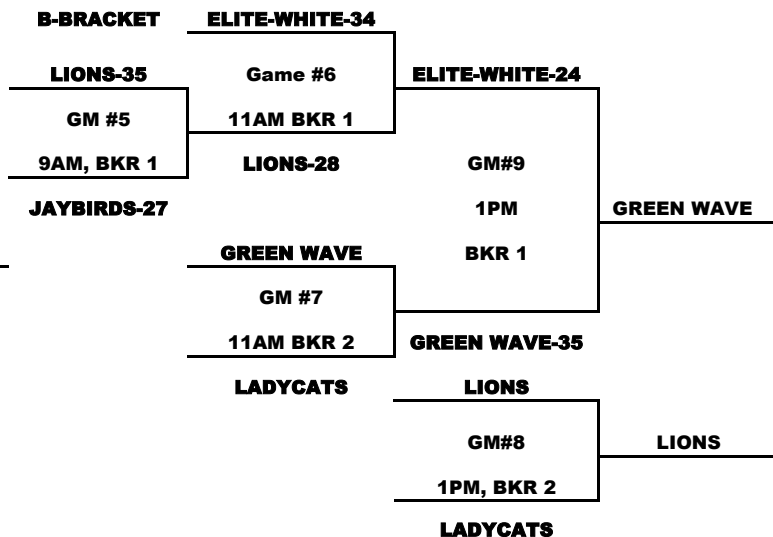 B-BRACKET
ELITE-WHITE-34
LIONS-35
Game #6
ELITE-WHITE-24
GM #5
11AM BKR 1
9AM, BKR 1
LIONS-28
GM#9
JAYBIRDS-27
1PM
GREEN WAVE
GREEN WAVE
BKR 1
GM #7
11AM BKR 2
GREEN WAVE-35
LADYCATS
LIONS
GM#8
LIONS
1PM, BKR 2
LADYCATS